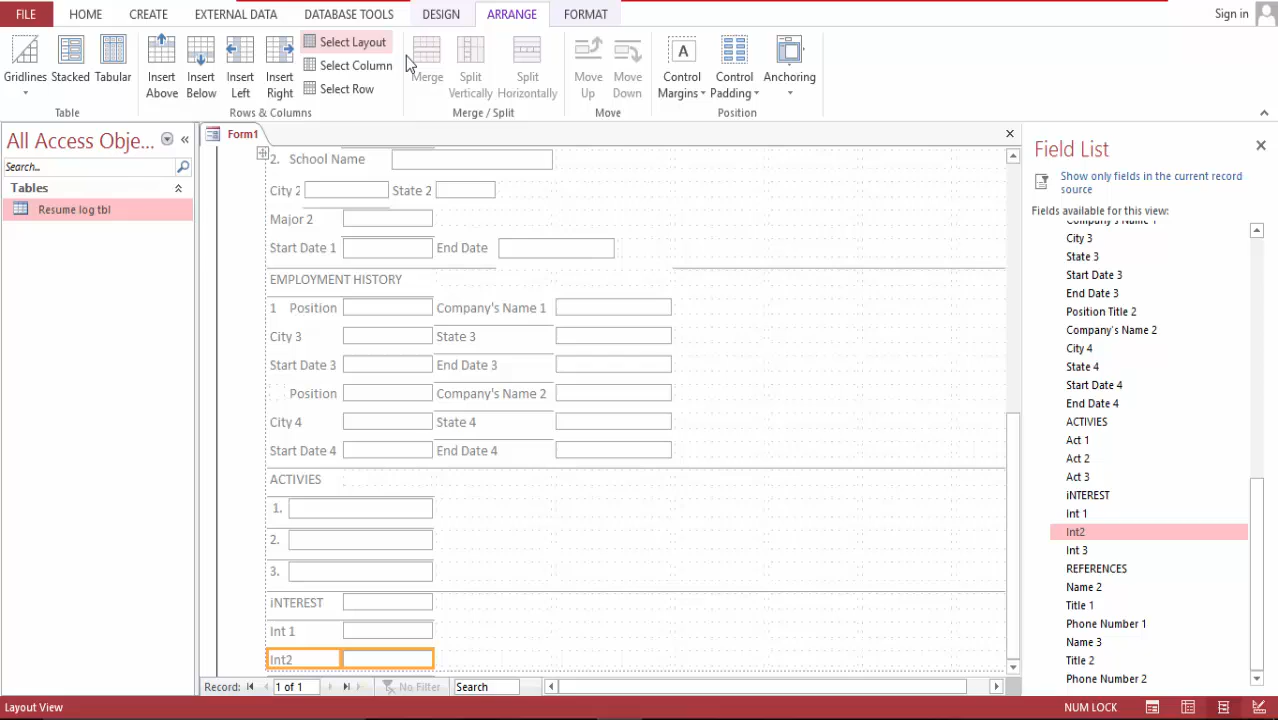 FILE HOME CREATE EXTERNAL DATA DATABASE TOOLS DESIGN ARRANGE FORMAT Sign in
Gridlines Stacked Tabular
Table
Insert Above Insert Below Insert Left Insert Right
Select Layout
Select Column
Select Row
Rows & Columns
Merge Split Vertically Split Horizontally
Merge / Split
Move Up Move Down
Move
Control Margins Control Padding Anchoring
Position
All Access Obje...
Search...
Tables
Resume log tbl
Form1
2. School Name
City 2 State 2
Major 2
Start Date 1 End Date
EMPLOYMENT HISTORY
1 Position Company's Name 1
City 3 State 3
Start Date 3 End Date 3
Position Company's Name 2
City 4 State 4
Start Date 4 End Date 4
ACTIVIES
1.
2.
3.
iNTEREST
Int 1
Int2
Record: 1 of 1 No Filter Search
Field List
Show only fields in the current record
source
Fields available for this view:
Company's Name 1
City 3
State 3
Start Date 3
End Date 3
Position Title 2
Company's Name 2
City 4
State 4
Start Date 4
End Date 4
ACTIVIES
Act 1
Act 2
Act 3
iNTEREST
Int 1
Int2
Int 3
REFERENCES
Name 2
Title 1
Phone Number 1
Name 3
Title 2
Phone Number 2
Layout View NUM LOCK